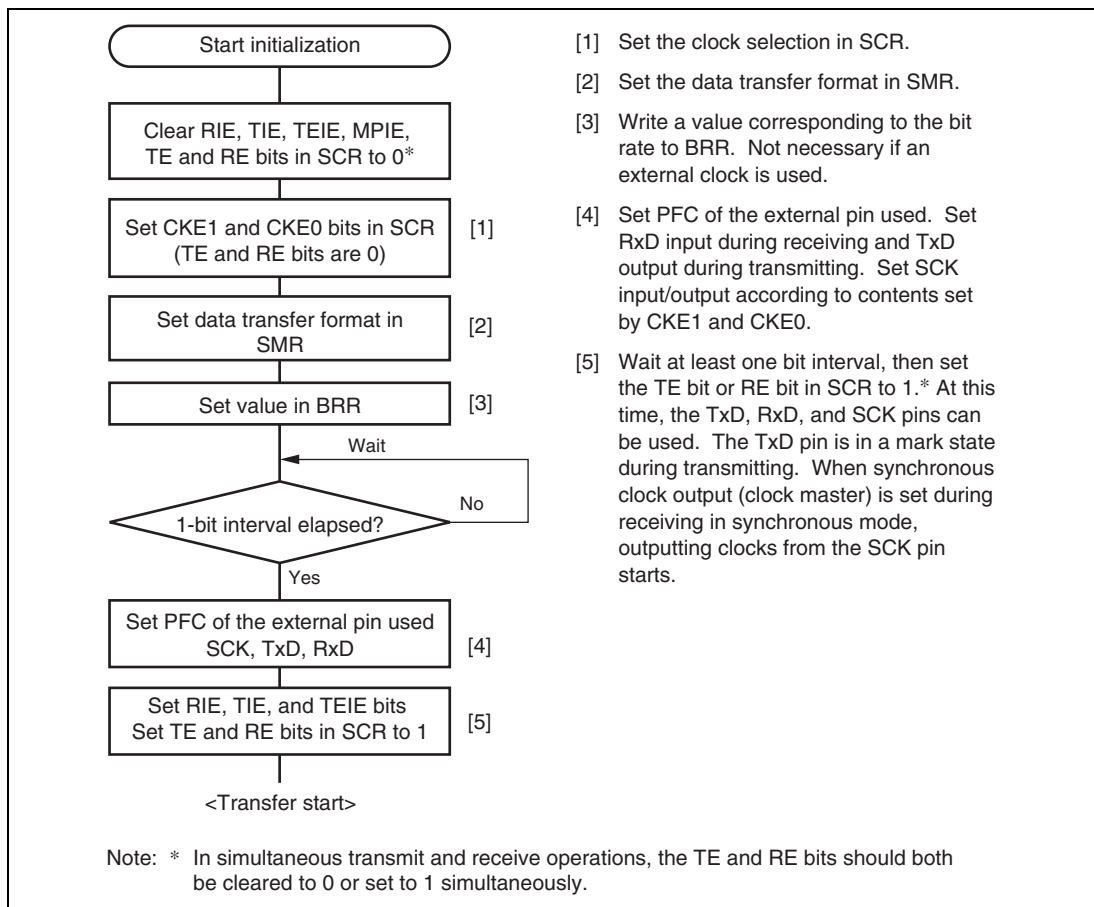 Start initialization
Clear RIE, TIE, TEIE, MPIE,
TE and RE bits in SCR to 0*
Set CKE1 and CKE0 bits in SCR
(TE and RE bits are 0)
[1]
Set data transfer format in
SMR
[2]
Set value in BRR
[3]
Wait
1-bit interval elapsed?
No
Yes
Set PFC of the external pin used
SCK, TxD, RxD
[4]
Set RIE, TIE, and TEIE bits
Set TE and RE bits in SCR to 1
[5]
<Transfer start>
[1] Set the clock selection in SCR.
[2] Set the data transfer format in SMR.
[3] Write a value corresponding to the bit
rate to BRR. Not necessary if an
external clock is used.
[4] Set PFC of the external pin used. Set
RxD input during receiving and TxD
output during transmitting. Set SCK
input/output according to contents set
by CKE1 and CKE0.
[5] Wait at least one bit interval, then set
the TE bit or RE bit in SCR to 1.* At this
time, the TxD, RxD, and SCK pins can
be used. The TxD pin is in a mark state
during transmitting. When synchronous
clock output (clock master) is set during
receiving in synchronous mode,
outputting clocks from the SCK pin
starts.
Note: * In simultaneous transmit and receive operations, the TE and RE bits should both
be cleared to 0 or set to 1 simultaneously.